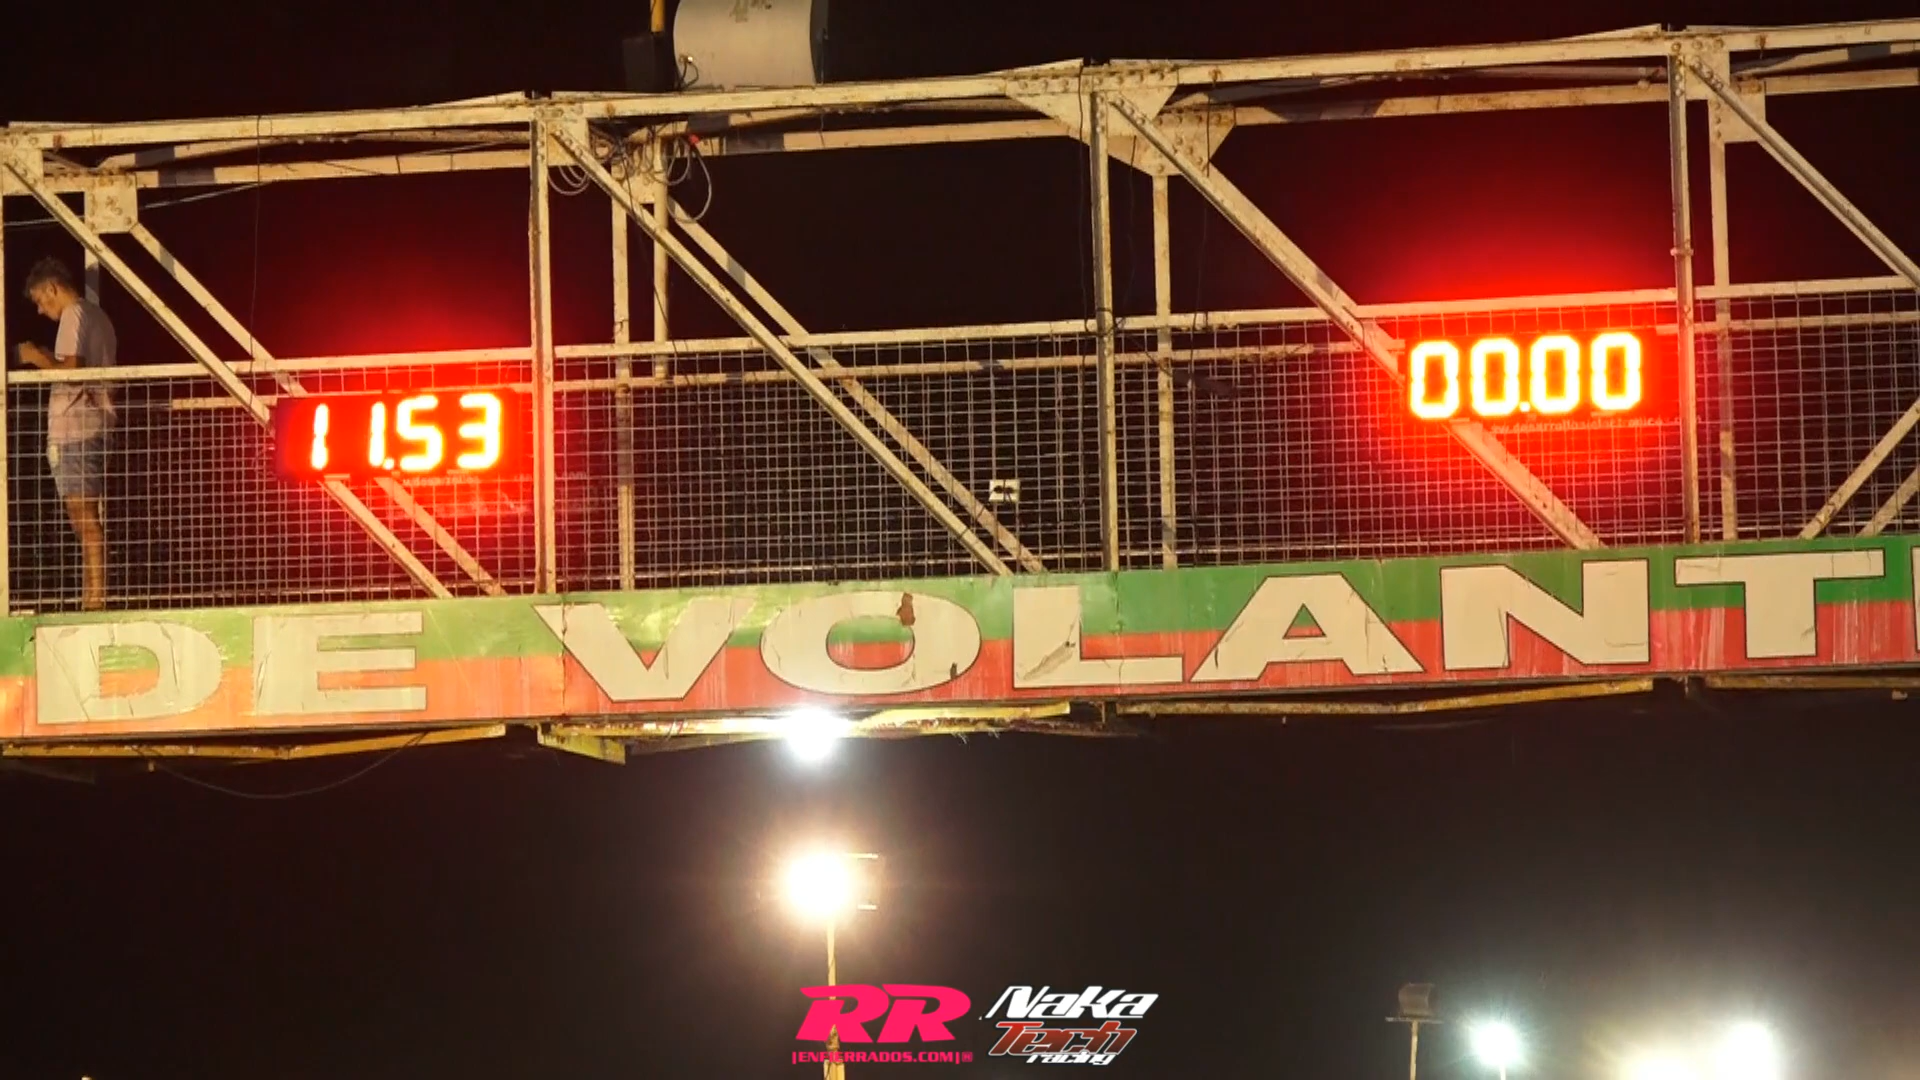 11.53
00.00
DE VOLANT
RR NaKa
Tech
|ENFIERRADOS.COM| racing